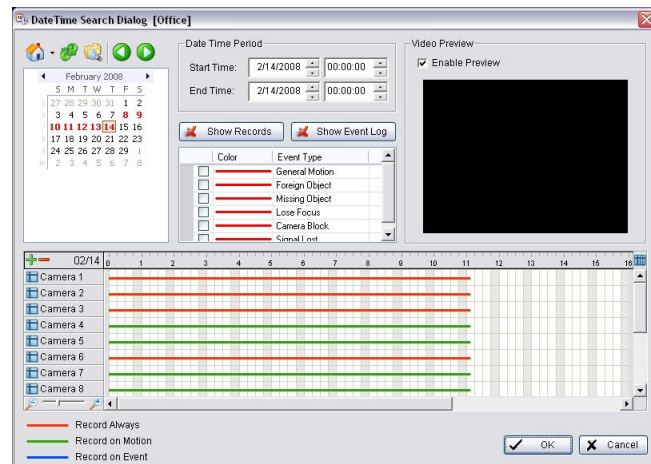 DateTime Search Dialog [Office]
February 2008
S M T W T F S
5 27 28 29 30 31 1 2
6 3 4 5 6 7 8 9
7 10 11 12 13 14 15 16
8 17 18 19 20 21 22 23
9 24 25 26 27 28 29 1
10 2 3 4 5 6 7 8
Date Time Period
Start Time: 2/14/2008 00:00:00
End Time: 2/14/2008 00:00:00
Show Records Show Event Log
Color Event Type
General Motion
Foreign Object
Missing Object
Lose Focus
Camera Block
Signal Lost
Video Preview
Enable Preview
02/14 0 1 2 3 4 5 6 7 8 9 10 11 12 13 14 15 16
Camera 1
Camera 2
Camera 3
Camera 4
Camera 5
Camera 6
Camera 7
Camera 8
Record Always
Record on Motion
Record on Event
OK Cancel